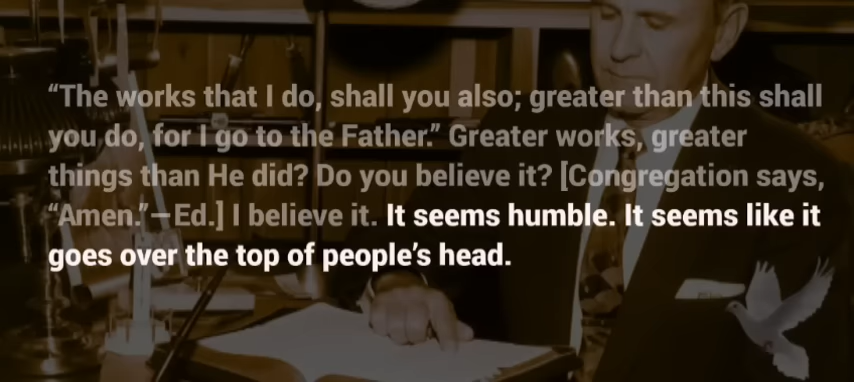 “The works that I do, shall you also; greater than this shall
you do, for I go to the Father.” Greater works, greater
things than He did? Do you believe it? [Congregation says,
“Amen.”—Ed.] I believe it. It seems humble. It seems like it
goes over the top of people’s head.